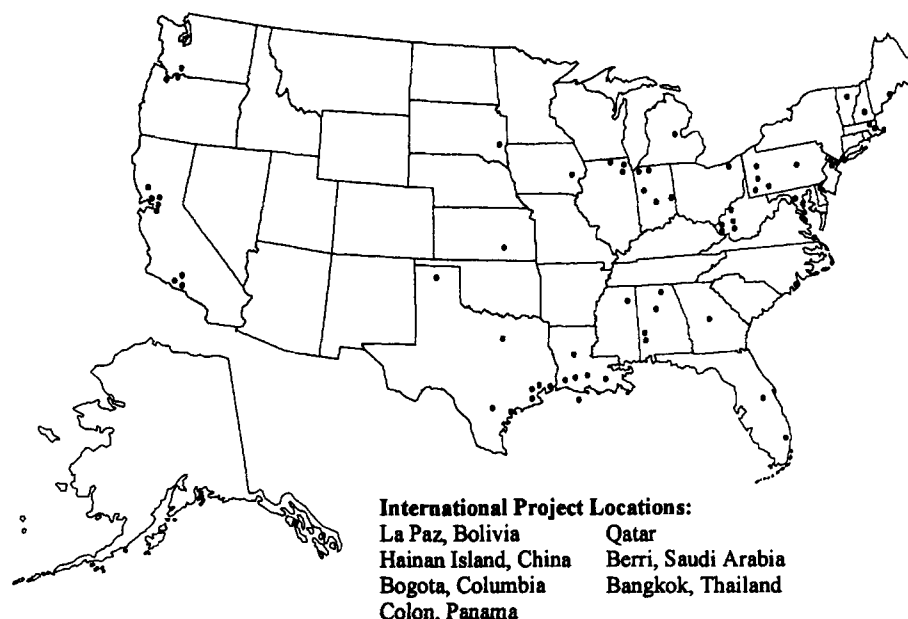 International Project Locations:
La Paz, Bolivia Qatar
Hainan Island, China Berri, Saudi Arabia
Bogota, Columbia Bangkok, Thailand
Colon, Panama